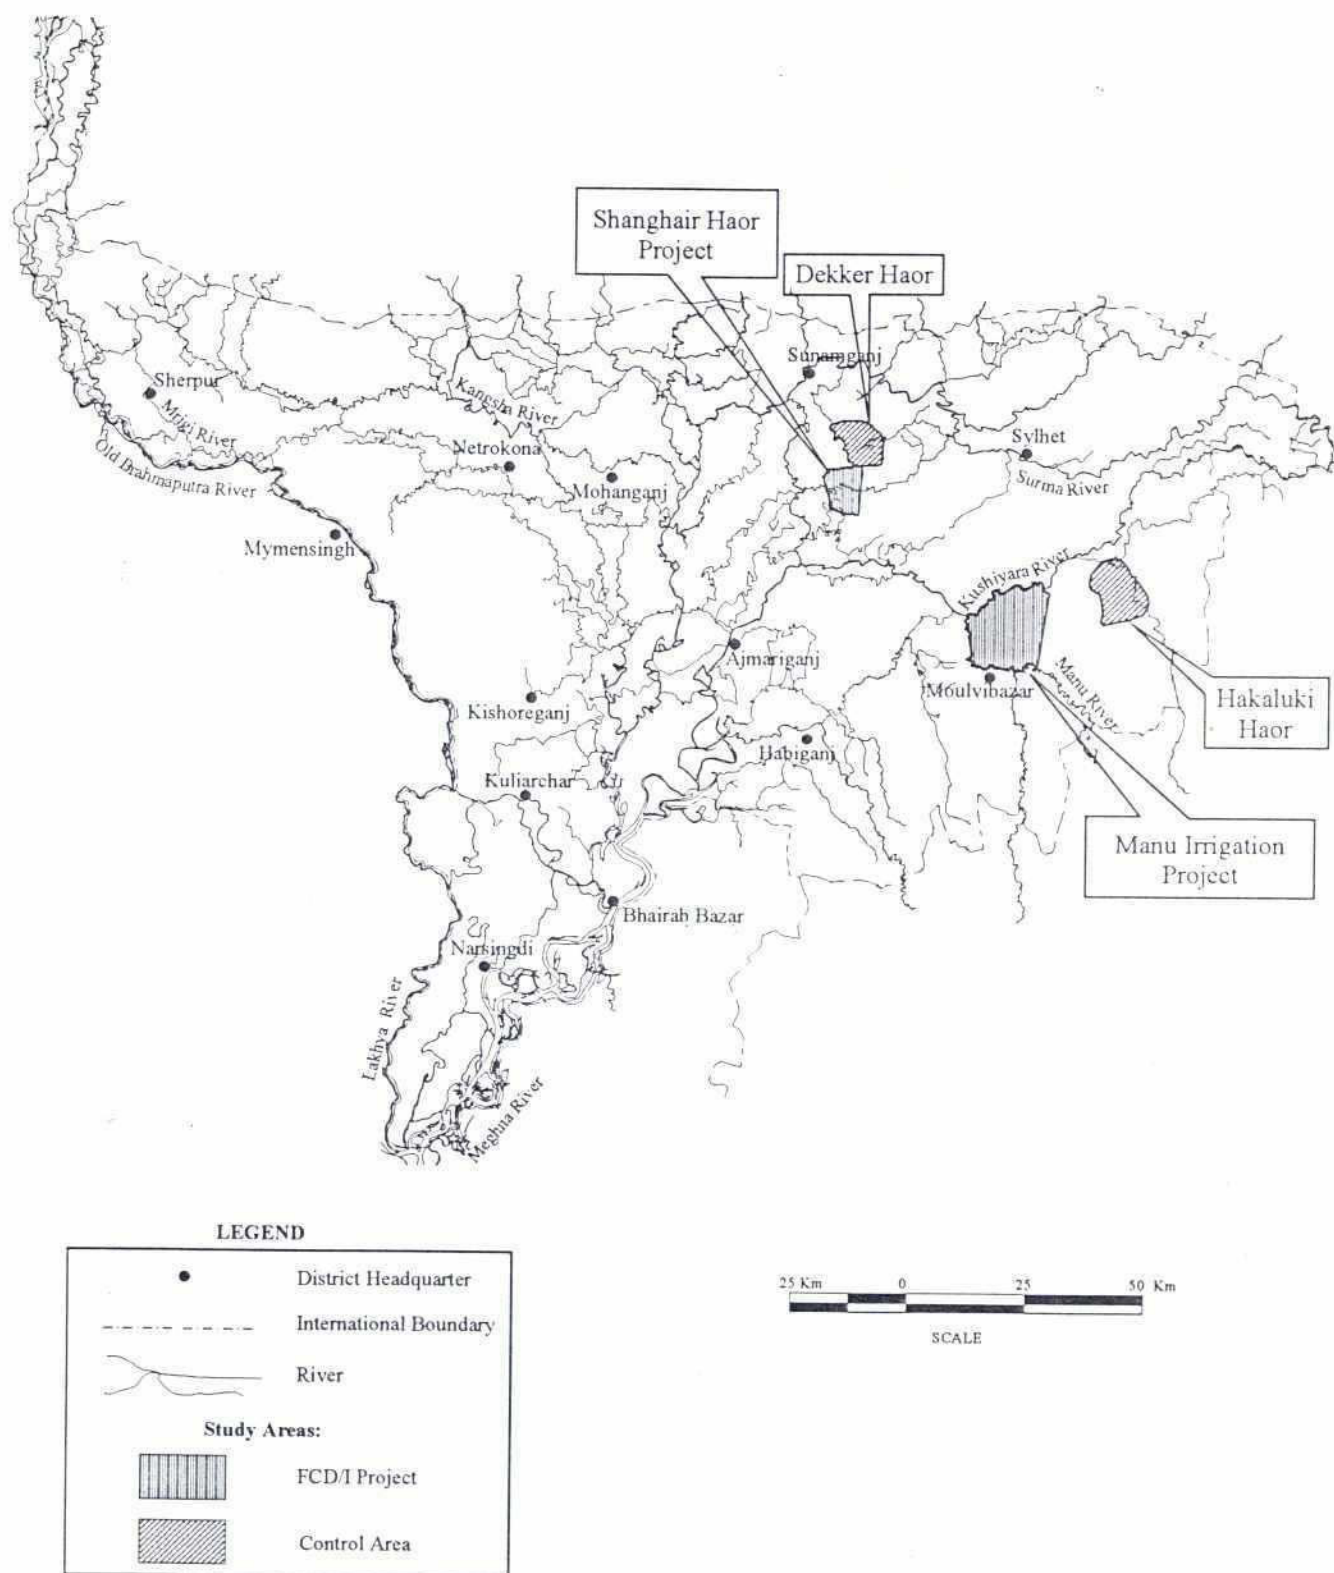 Shanghair Haor
Project
Dekker Haor
Sunamganj
Sherpur
Mrigi River
Kangsha River
Old Brahmaputra River
Netrokona
Mohanganj
Sylhet
Surma River
Mymensingh
Kushiyara River
Ajmariganj
Moulvibazar
Manu River
Hakaluki
Haor
Kishoreganj
Habiganj
Kuliarchar
Manu Irrigation
Project
Bhairab Bazar
Narsingdi
Lakhya River
Meghna River
LEGEND
District Headquarter
International Boundary
River
Study Areas:
FCD/I Project
Control Area
25 Km 0 25 50 Km
SCALE